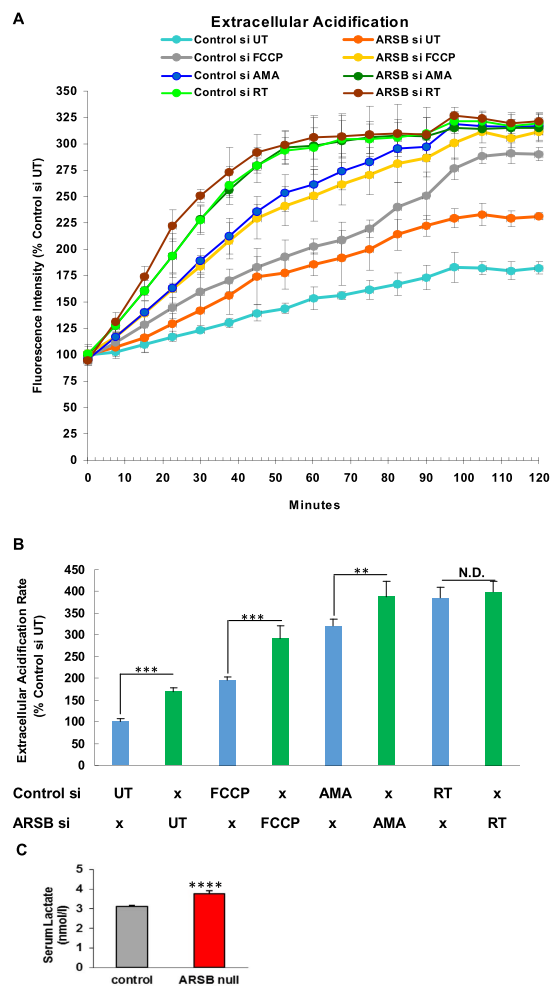 A
Extracellular Acidification
Control si UT ARSB si UT
Control si FCCP ARSB si FCCP
Control si AMA ARSB si AMA
Control si RT ARSB si RT
Fluorescence Intensity (% Control si UT)
350
325
300
275
250
225
200
175
150
125
100
75
50
25
0
0 10 20 30 40 50 60 70 80 90 100 110 120
Minutes
B
Extracellular Acidification Rate
(% Control si UT)
450
400
350
300
250
200
150
100
50
0
***
***
**
N.D.
Control si UT x FCCP x AMA x RT x
ARSB si x UT x FCCP x AMA x RT
C
Serum Lactate
(nmol/l)
5
4
3
2
1
0
****
control ARSB null